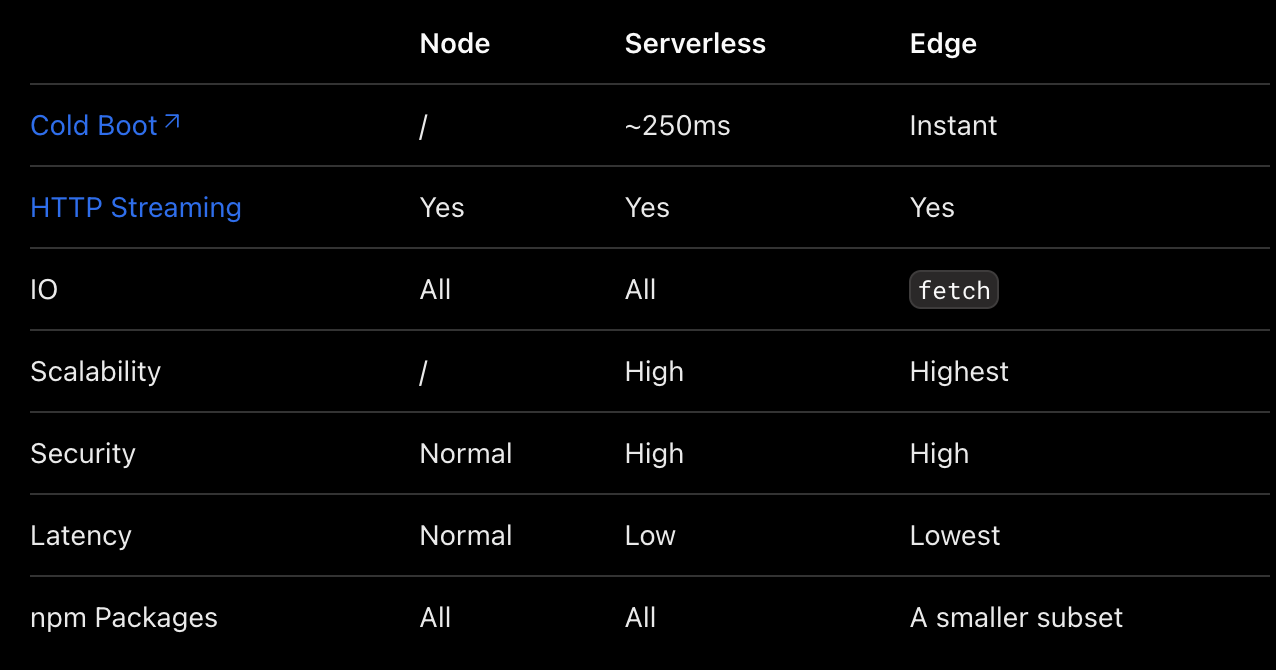 Node Serverless Edge
Cold Boot↗ / ~250ms Instant
HTTP Streaming Yes Yes Yes
IO All All fetch
Scalability / High Highest
Security Normal High High
Latency Normal Low Lowest
npm Packages All All A smaller subset